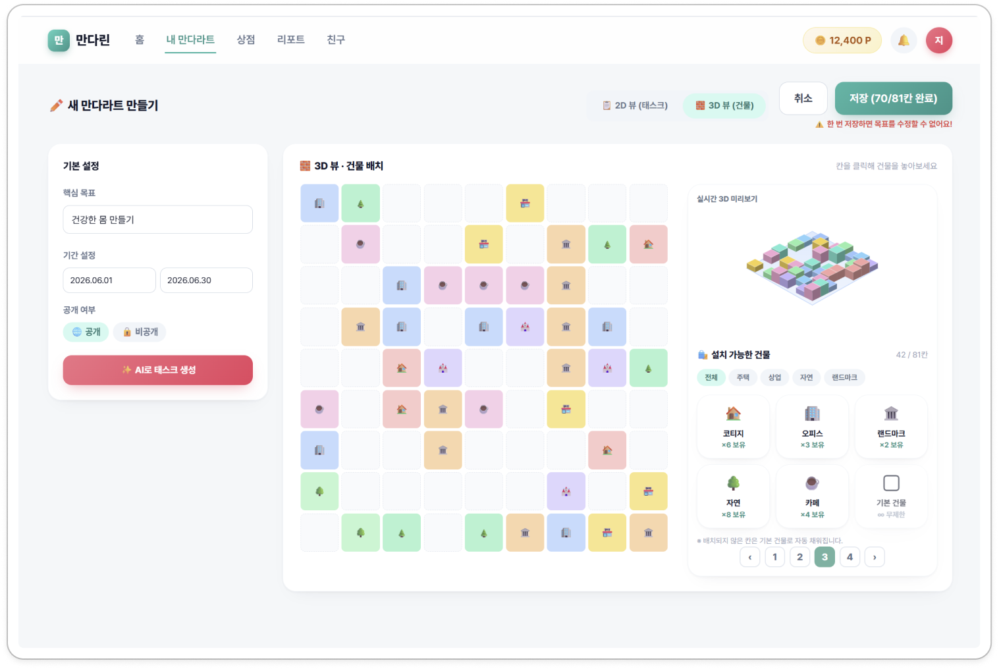 만 만다린 홈 내 만다라트 상점 리포트 친구 12,400 P 지
새 만다라트 만들기 2D 뷰 (태스크) 3D 뷰 (건물) 취소 저장 (70/81칸 완료)
한 번 저장하면 목표를 수정할 수 없어요!
기본 설정
핵심 목표
건강한 몸 만들기
기간 설정
2026.06.01 2026.06.30
공개 여부
공개 비공개
AI로 태스크 생성
3D 뷰 · 건물 배치 칸을 클릭해 건물을 놓아보세요
실시간 3D 미리보기
설치 가능한 건물 42 / 81칸
전체 주택 상업 자연 랜드마크
코티지 오피스 랜드마크
×6 보유 ×3 보유 ×2 보유
자연 카페 기본 건물
×8 보유 ×4 보유 ∞ 무제한
※ 배치되지 않은 칸은 기본 건물로 자동 채워집니다.
‹ 1 2 3 4 ›